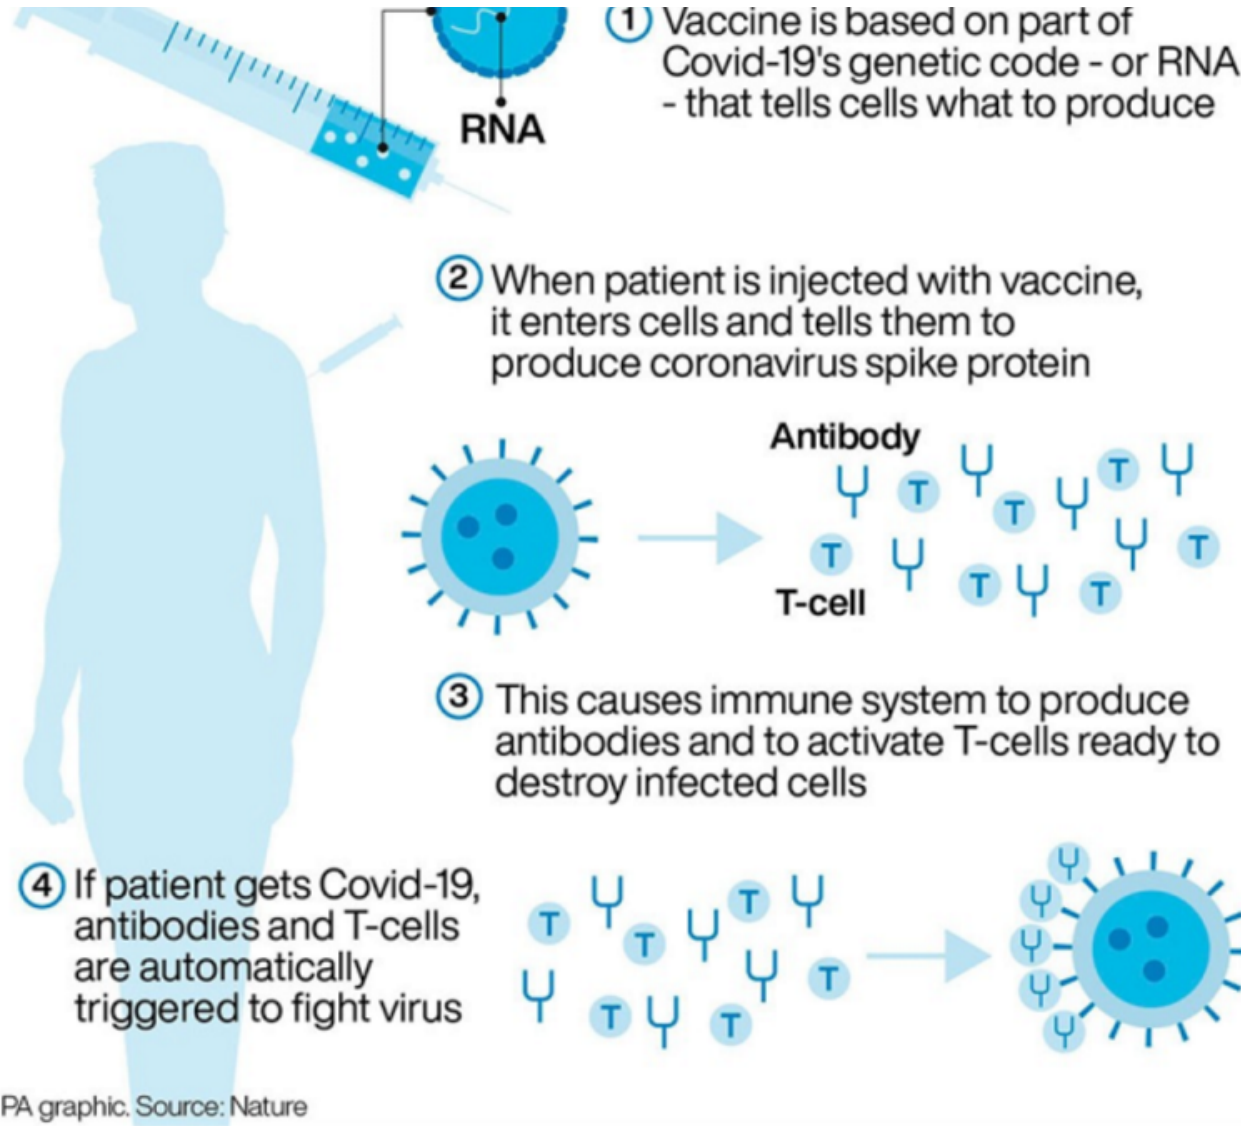 1 Vaccine is based on part of
Covid-19's genetic code - or RNA
- that tells cells what to produce
RNA
2 When patient is injected with vaccine,
it enters cells and tells them to
produce coronavirus spike protein
Antibody
Y T Y T Y T Y
T Y T Y T Y T
T-cell
3 This causes immune system to produce
antibodies and to activate T-cells ready to
destroy infected cells
4 If patient gets Covid-19,
antibodies and T-cells
are automatically
triggered to fight virus
T T T T T T
PA graphic. Source: Nature